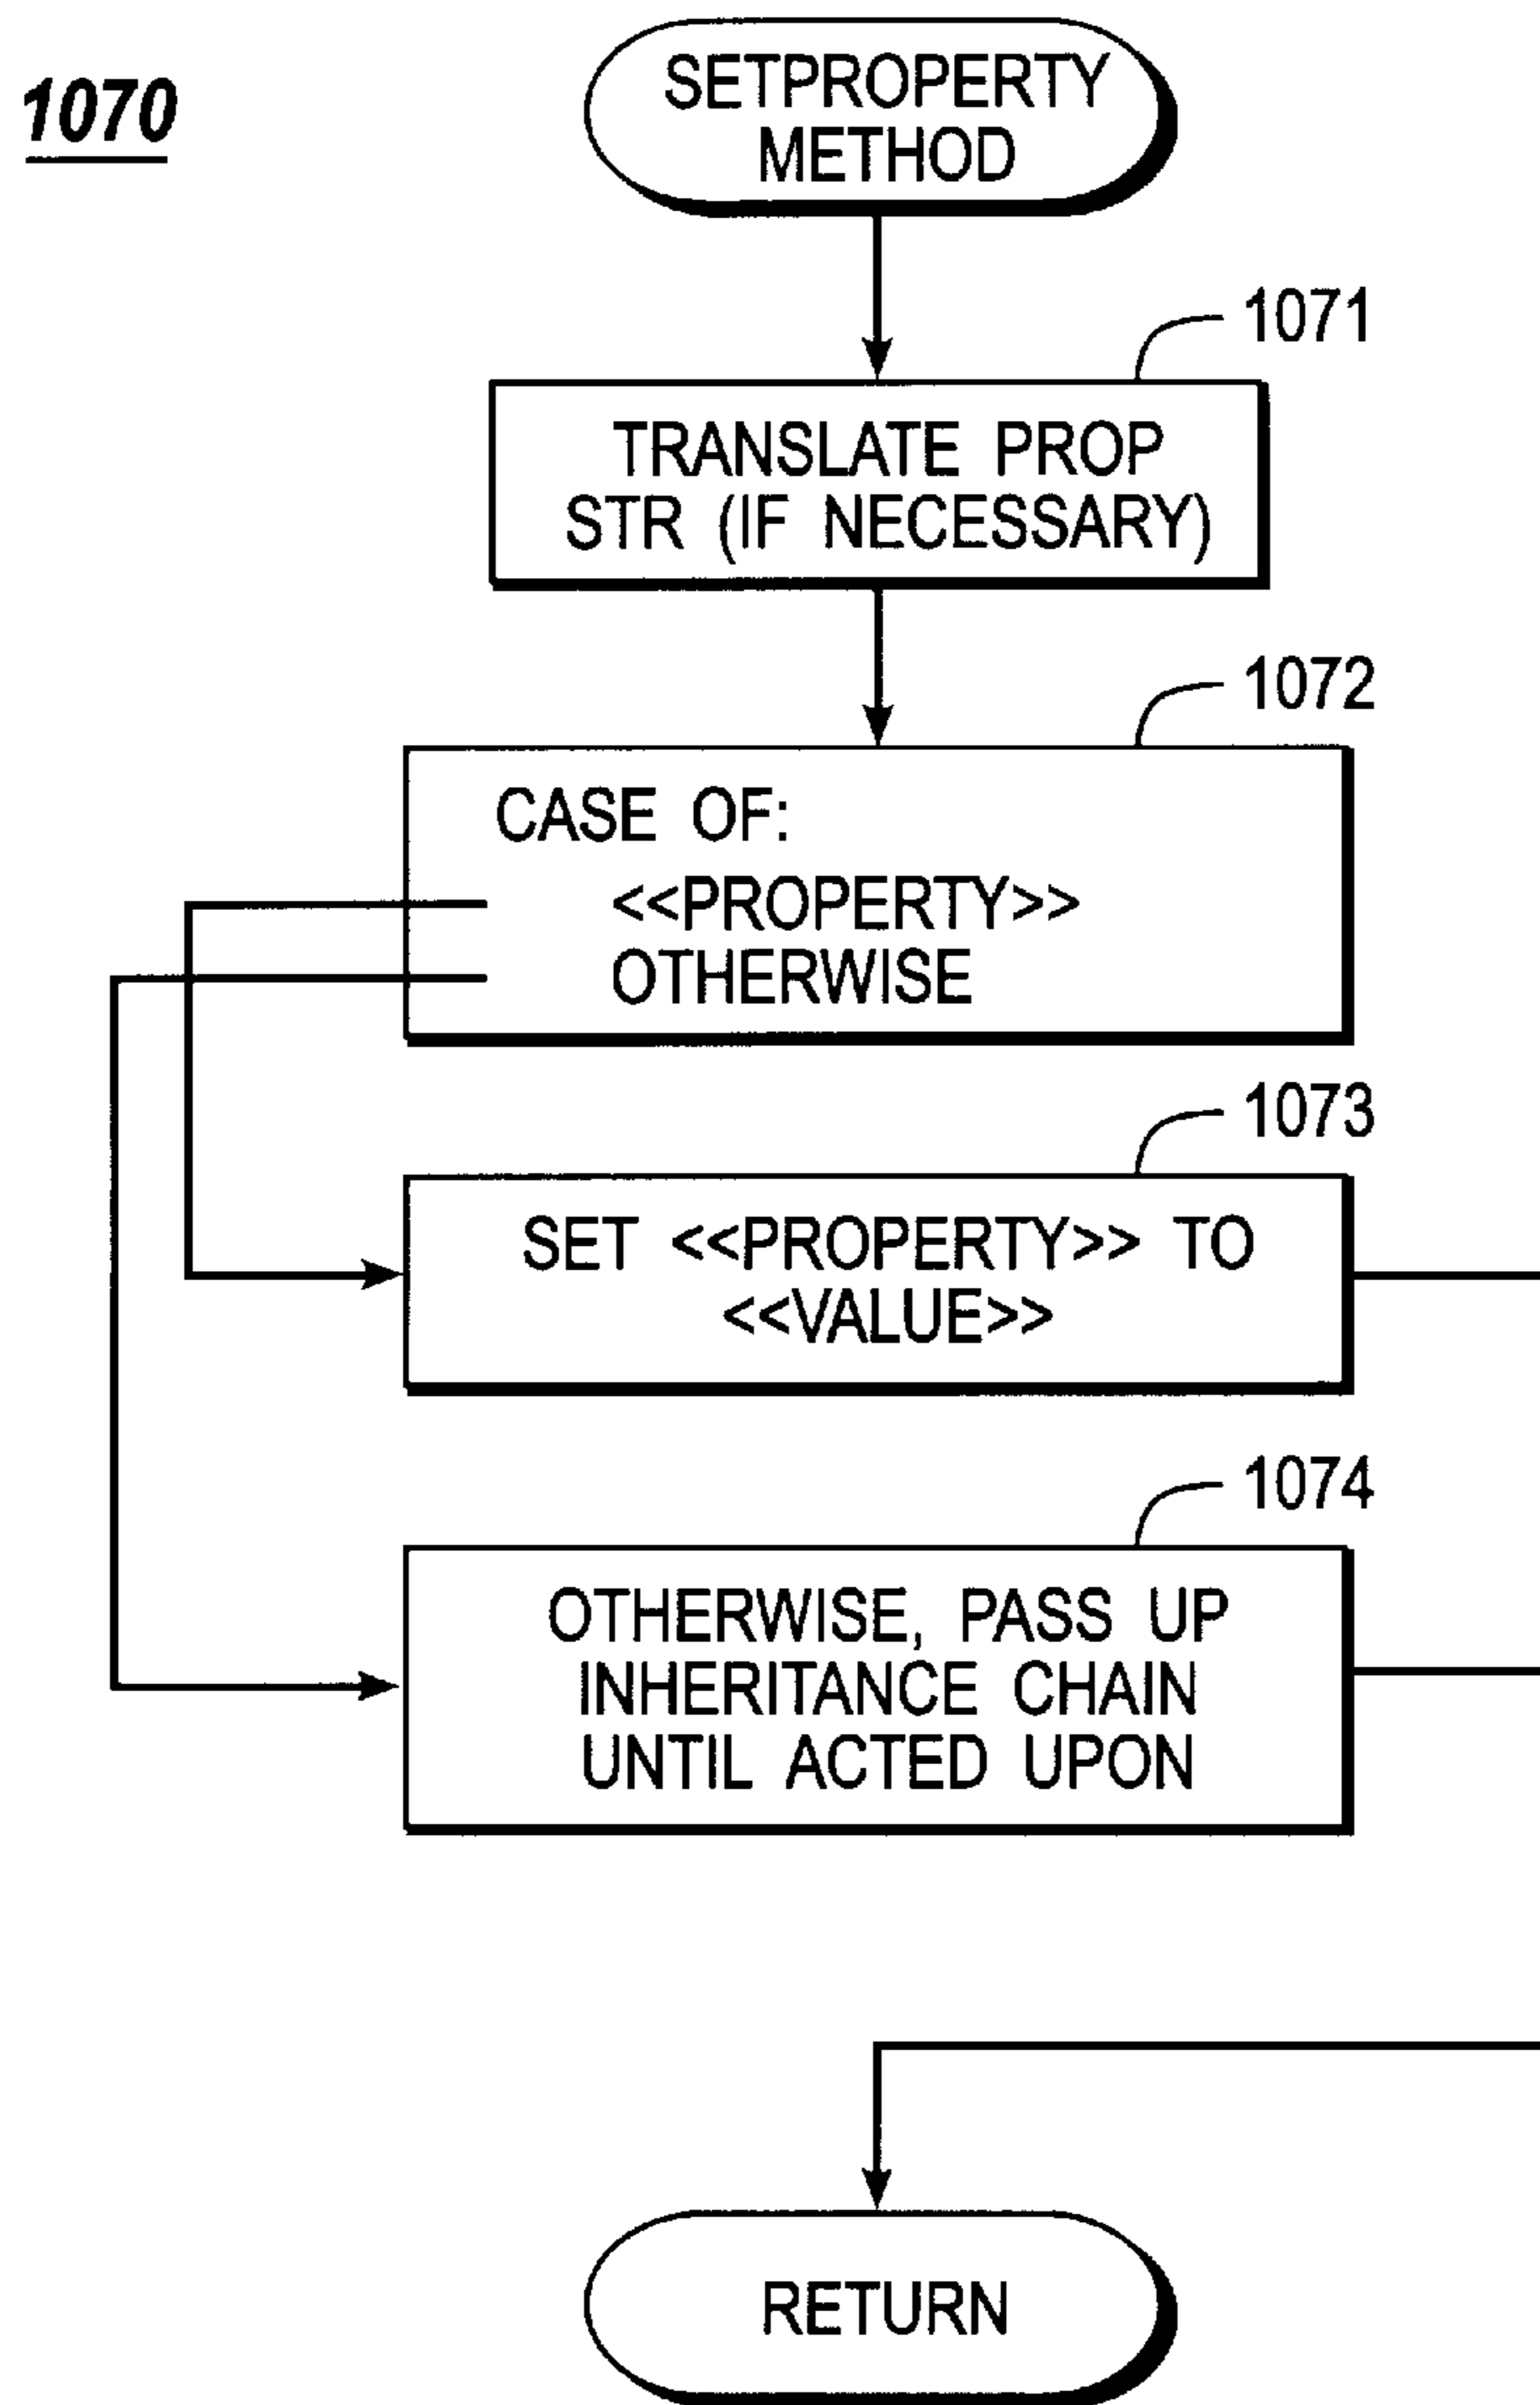 1070
SETPROPERTY
METHOD
1071
TRANSLATE PROP
STR (IF NECESSARY)
1072
CASE OF:
<<PROPERTY>>
OTHERWISE
1073
SET <<PROPERTY>> TO
<<VALUE>>
1074
OTHERWISE, PASS UP
INHERITANCE CHAIN
UNTIL ACTED UPON
RETURN